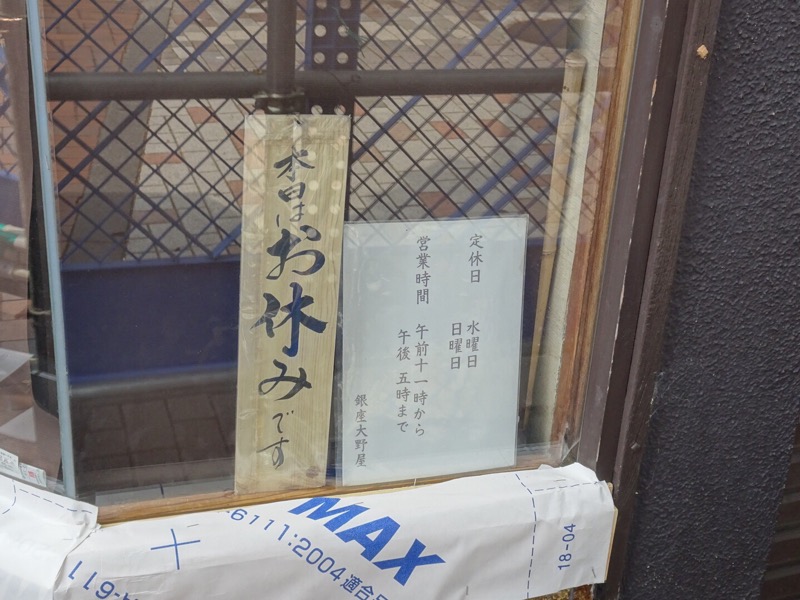 本日はお休みです
定休日 水曜日
日曜日
営業時間 午前十一時から
午後 五時まで
銀座大野屋
MAX
6111:2004適合
18-04